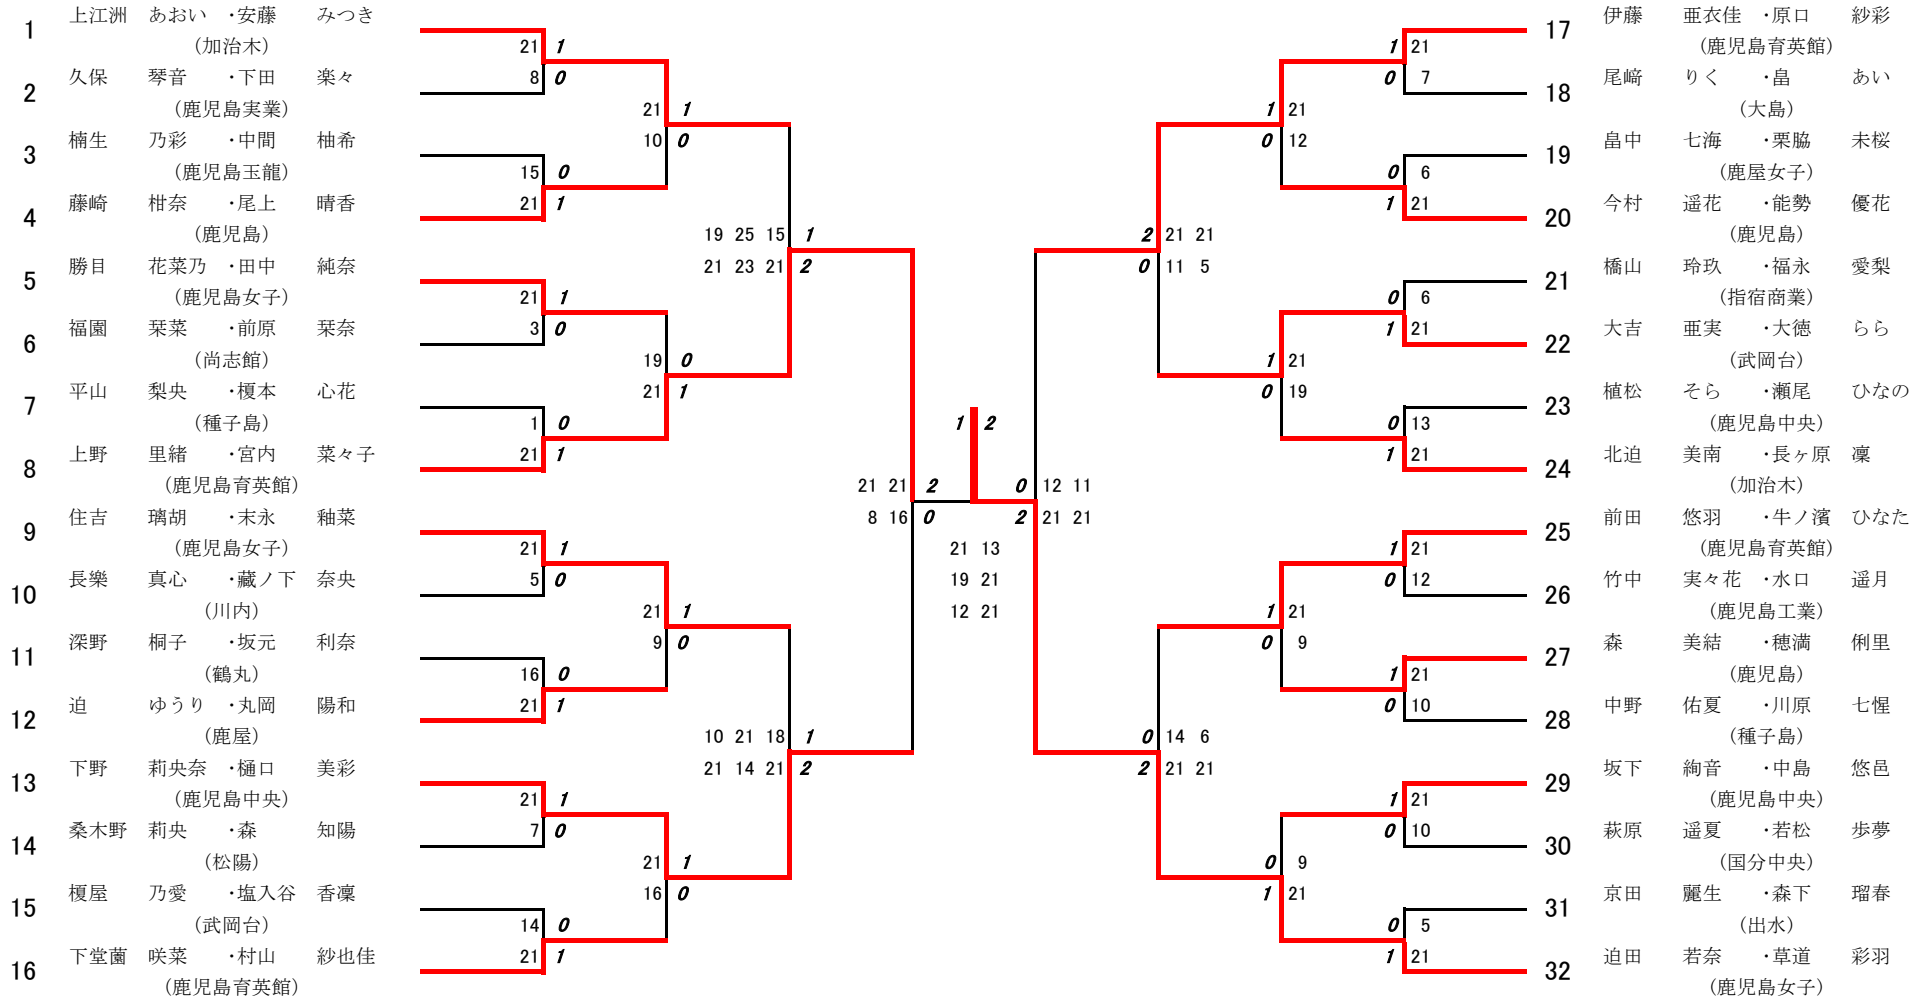 1 上江洲 あおい ・安藤 みつき
(加治木)
2 久保 琴音 ・下田 楽々
(鹿児島実業)
3 楠生 乃彩 ・中間 柚希
(鹿児島玉龍)
4 藤崎 柑奈 ・尾上 晴香
(鹿児島)
5 勝目 花菜乃 ・田中 純奈
(鹿児島女子)
6 福園 栞菜 ・前原 栞奈
(尚志館)
7 平山 梨央 ・榎本 心花
(種子島)
8 上野 里緒 ・宮内 菜々子
(鹿児島育英館)
9 住吉 璃胡 ・末永 釉菜
(鹿児島女子)
10 長樂 真心 ・藏ノ下 奈央
(川内)
11 深野 桐子 ・坂元 利奈
(鶴丸)
12 迫 ゆうり ・丸岡 陽和
(鹿屋)
13 下野 莉央奈 ・樋口 美彩
(鹿児島中央)
14 桑木野 莉央 ・森 知陽
(松陽)
15 榎屋 乃愛 ・塩入谷 香凜
(武岡台)
16 下堂薗 咲菜 ・村山 紗也佳
(鹿児島育英館)
21 1
8 0
15 0
21 1
21 1
3 0
1 0
21 1
21 1
5 0
16 0
21 1
21 1
7 0
14 0
21 1
21 1
10 0
19 0
21 1
21 1
9 0
21 1
16 0
19 25 15 1
21 23 21 2
10 21 18 1
21 14 21 2
21 21 2
8 16 0
1 2
21 13
19 21
12 21
0 12 11
2 21 21
2 21 21
0 11 5
0 14 6
2 21 21
1 21
0 12
1 21
0 19
1 21
0 9
0 9
1 21
1 21
0 7
0 6
1 21
0 6
1 21
0 13
1 21
1 21
0 12
1 21
0 10
1 21
0 10
0 5
1 21
17 伊藤 亜衣佳 ・原口 紗彩
(鹿児島育英館)
18 尾﨑 りく ・畠 あい
(大島)
19 畠中 七海 ・栗脇 未桜
(鹿屋女子)
20 今村 遥花 ・能勢 優花
(鹿児島)
21 橋山 玲玖 ・福永 愛梨
(指宿商業)
22 大吉 亜実 ・大徳 らら
(武岡台)
23 植松 そら ・瀬尾 ひなの
(鹿児島中央)
24 北迫 美南 ・長ヶ原 凜
(加治木)
25 前田 悠羽 ・牛ノ濱 ひなた
(鹿児島育英館)
26 竹中 実々花 ・水口 遥月
(鹿児島工業)
27 森 美結 ・穂満 俐里
(鹿児島)
28 中野 佑夏 ・川原 七惺
(種子島)
29 坂下 絢音 ・中島 悠邑
(鹿児島中央)
30 萩原 遥夏 ・若松 歩夢
(国分中央)
31 京田 麗生 ・森下 瑠春
(出水)
32 迫田 若奈 ・草道 彩羽
(鹿児島女子)